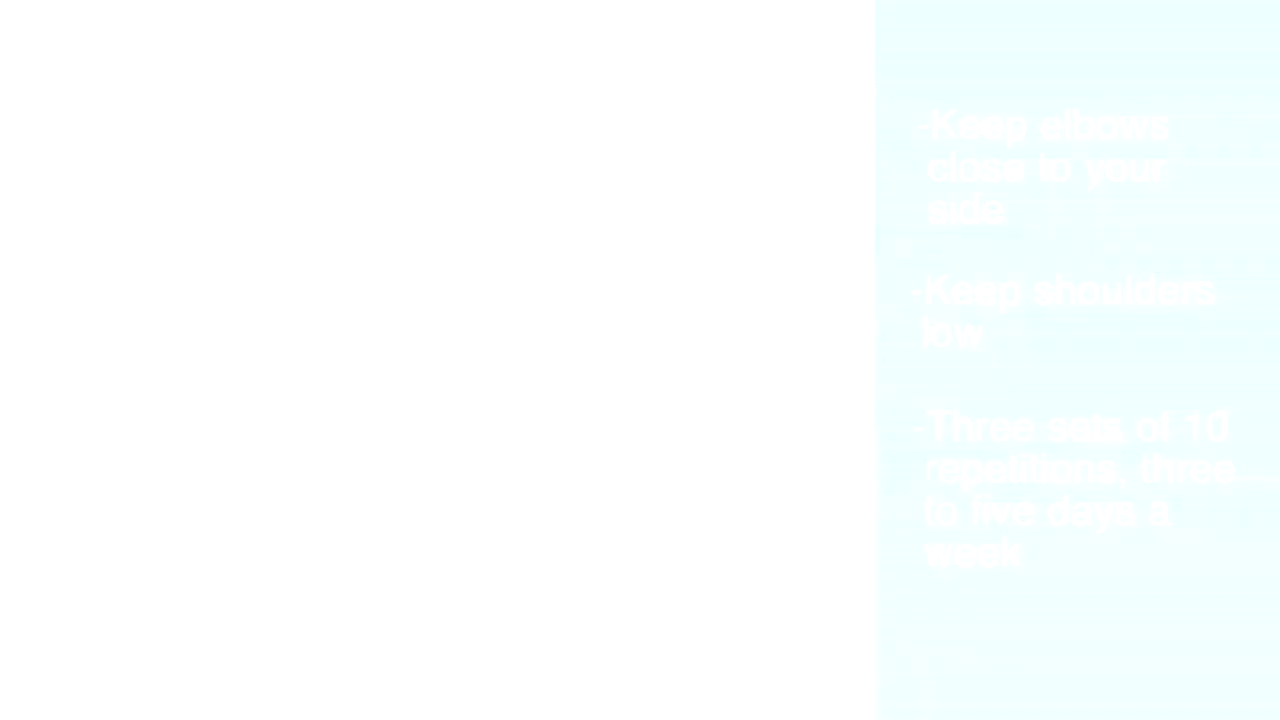 -Keep elbows
close to your
side
-Keep shoulders
low
-Three sets of 10
repetitions, three
to five days a
week